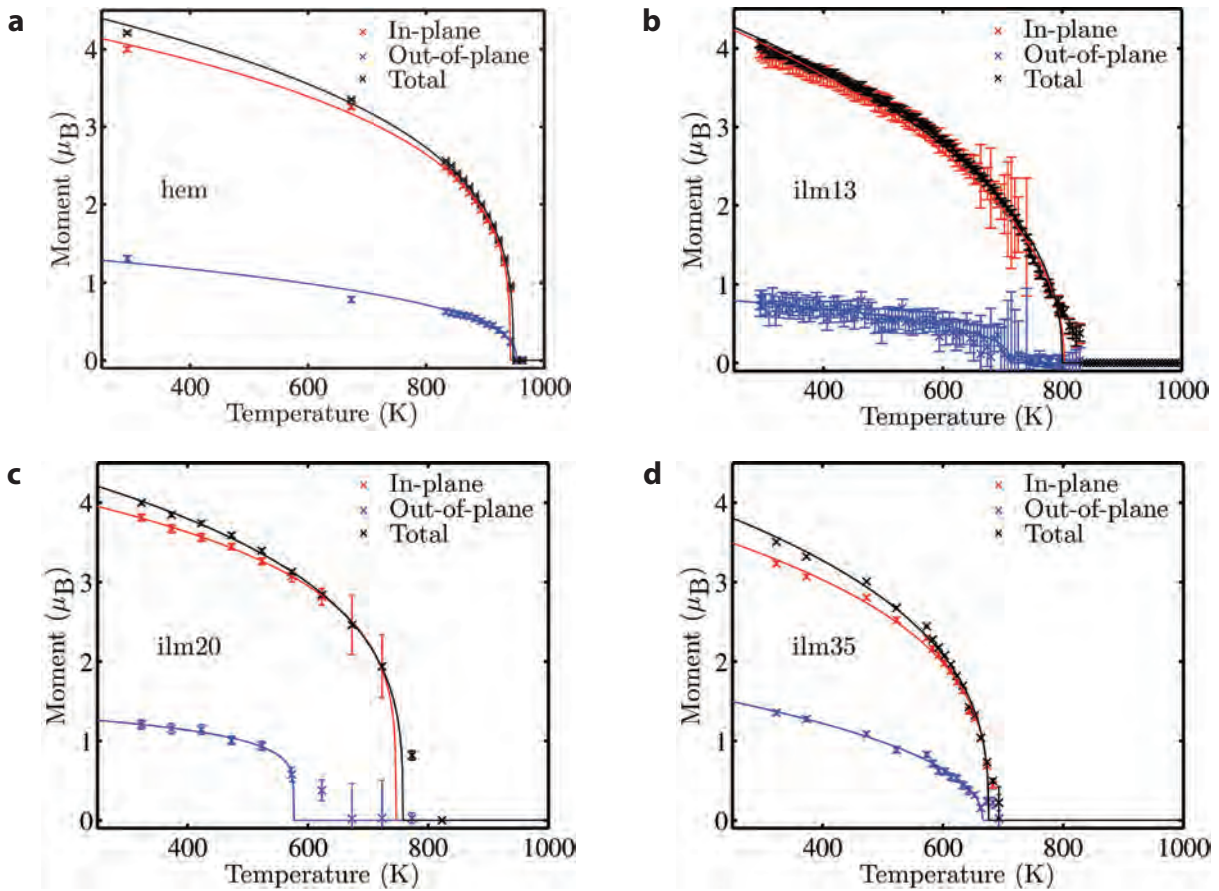 a
In-plane
Out-of-plane
Total
hem
Moment (μB)
4
3
2
1
0
400 600 800 1000
Temperature (K)
b
In-plane
Out-of-plane
Total
ilm13
Moment (μB)
4
3
2
1
0
400 600 800 1000
Temperature (K)
c
In-plane
Out-of-plane
Total
ilm20
Moment (μB)
4
3
2
1
0
400 600 800 1000
Temperature (K)
d
In-plane
Out-of-plane
Total
ilm35
Moment (μB)
4
3
2
1
0
400 600 800 1000
Temperature (K)